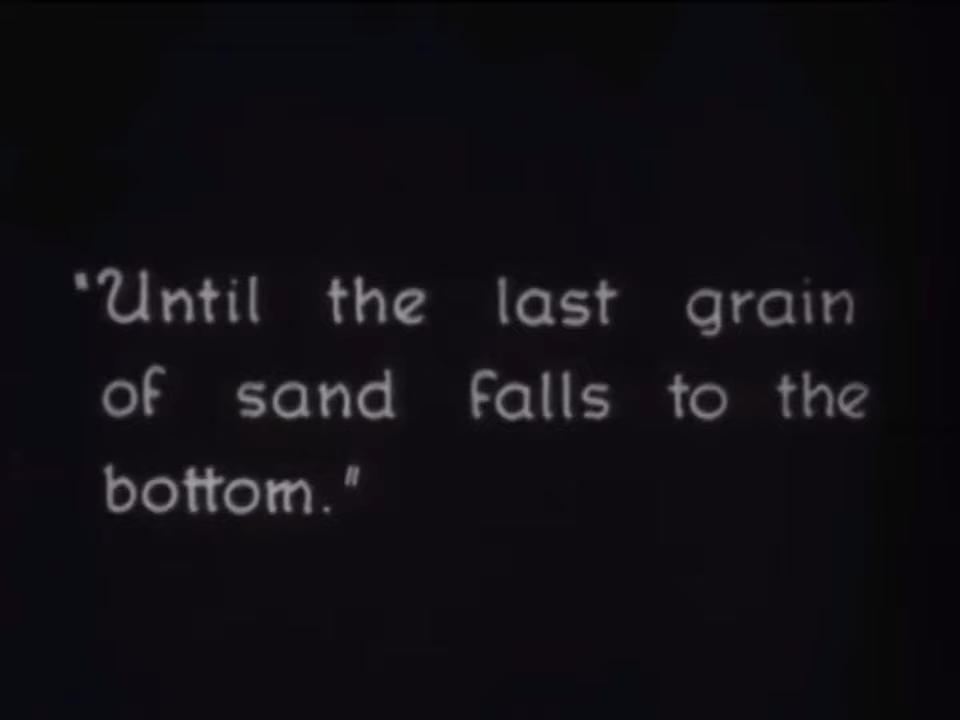 "Until the last grain
of sand falls to the
bottom."